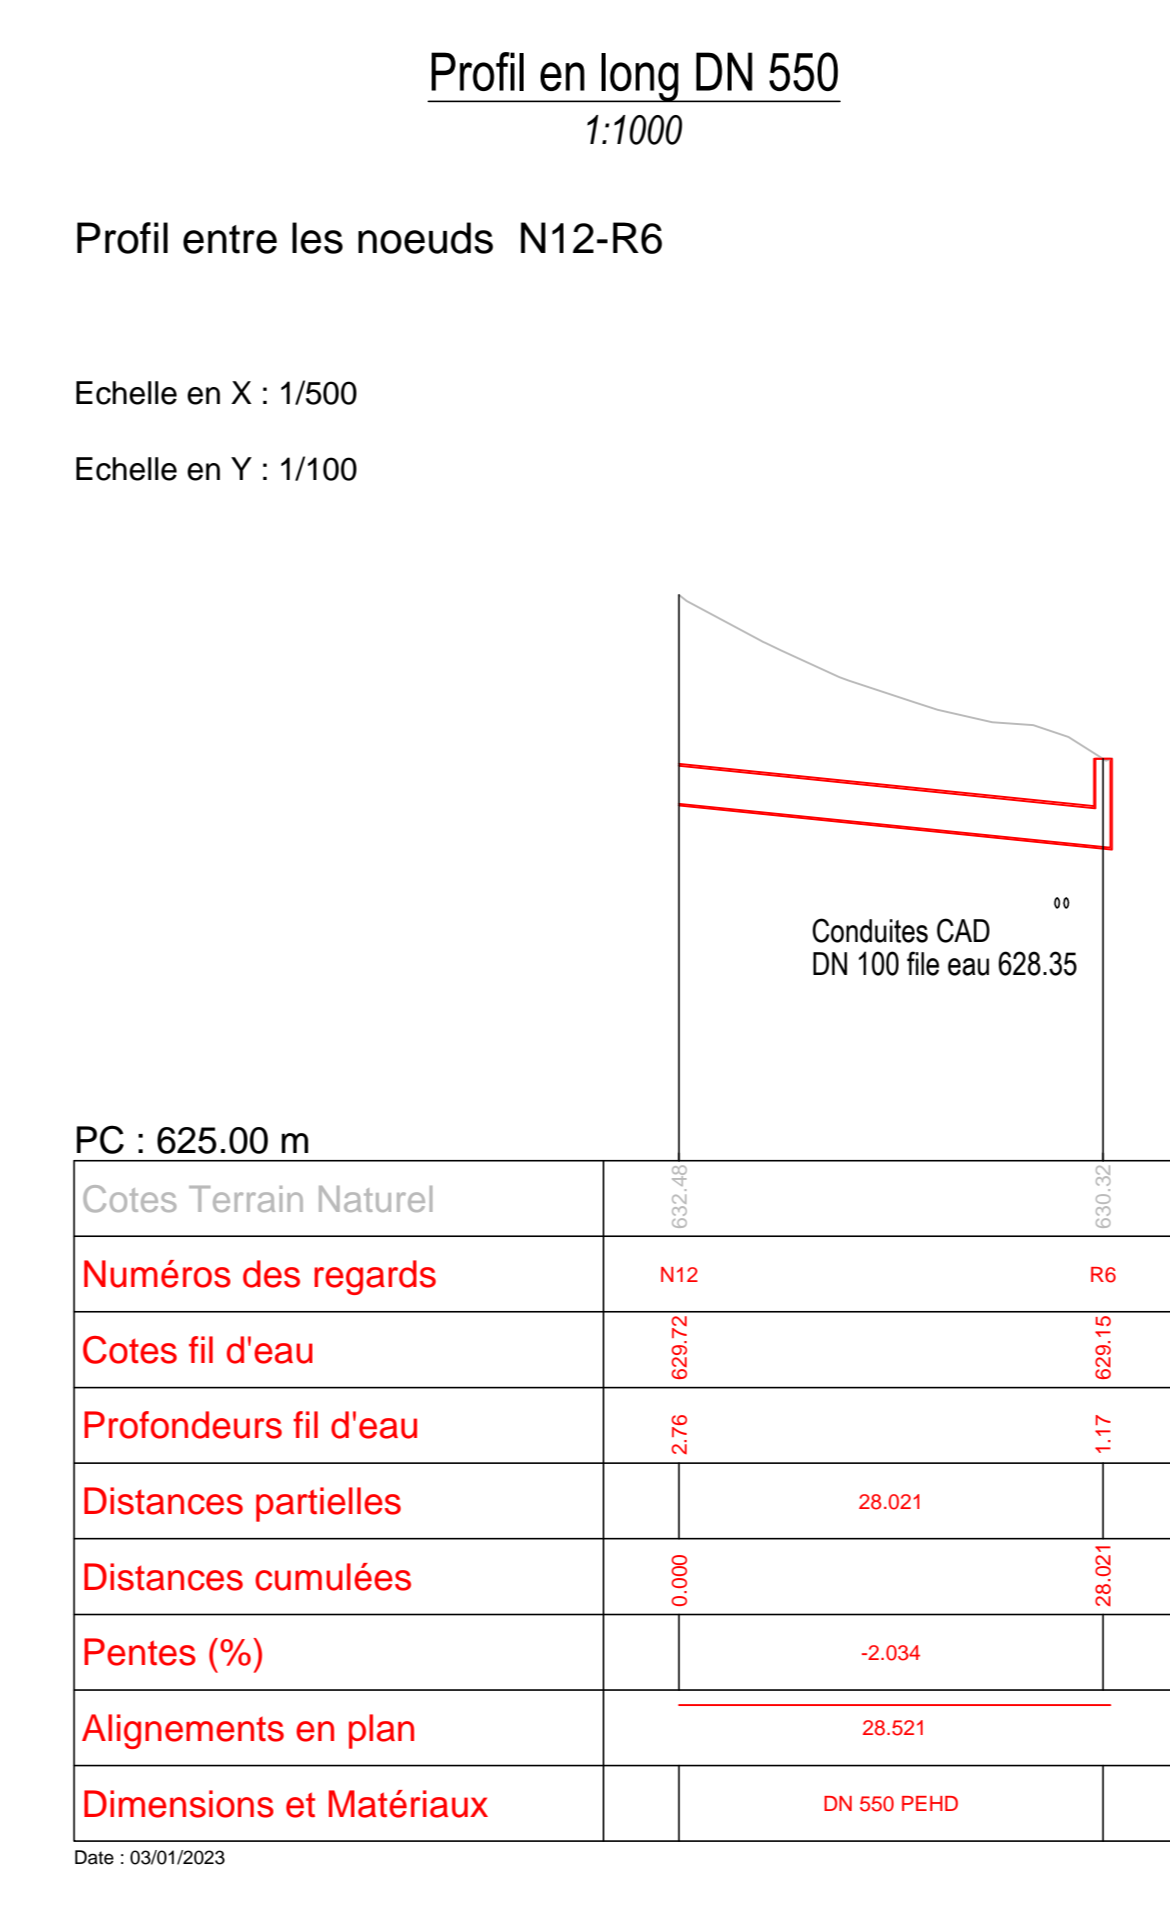 Profil en long DN 550
1:1000
Profil entre les noeuds N12-R6
Echelle en X : 1/500
Echelle en Y : 1/100
Conduites CAD
DN 100 file eau 628.35
PC : 625.00 m
Cotes Terrain Naturel 632.48 630.32
Numéros des regards N12 R6
Cotes fil d'eau 629.72 629.15
Profondeurs fil d'eau 2.76 1.17
Distances partielles 28.021
Distances cumulées 0.000 28.021
Pentes (%) -2.034
Alignements en plan 28.521
Dimensions et Matériaux DN 550 PEHD
Date : 03/01/2023